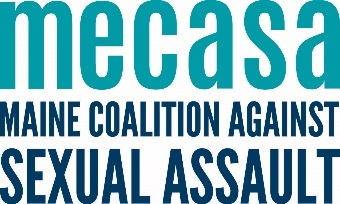 mecasa
MAINE COALITION AGAINST
SEXUAL ASSAULT